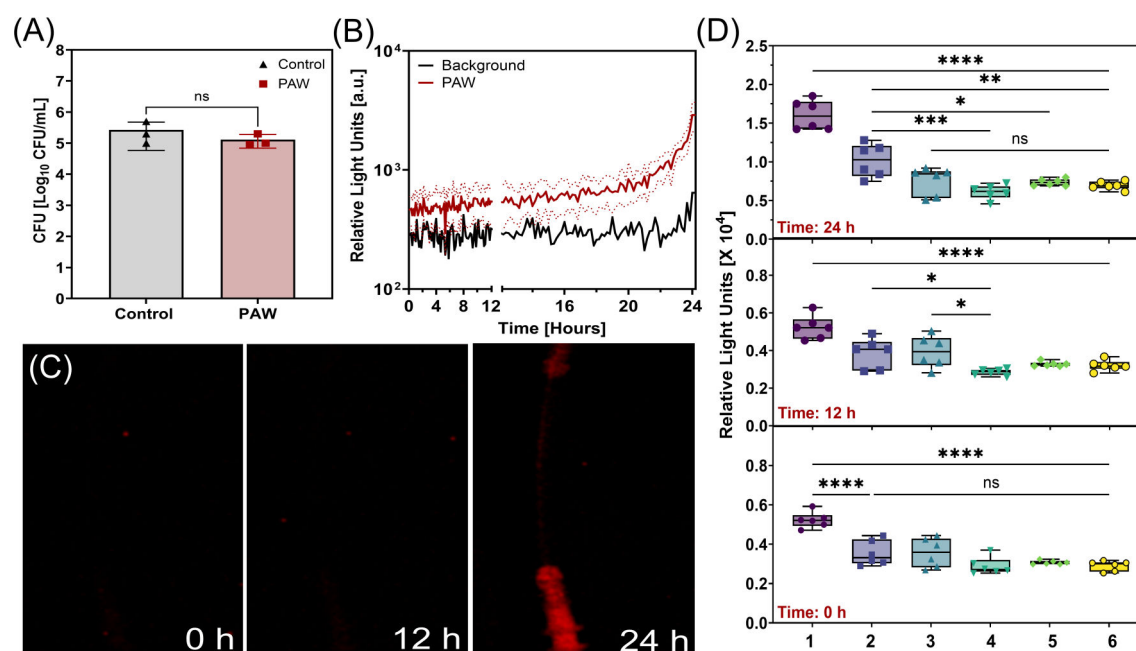 (A)
CFU [Log10 CFU/mL]
8
7
6
5
4
3
2
1
0
Control
PAW
ns
Control
PAW
(B)
Relative Light Units [a.u.]
10^4
10^3
10^2
Background
PAW
0 4 8 12 16 20 24
Time [Hours]
(C)
0 h
12 h
24 h
(D)
Relative Light Units [X 10^4]
2.5
2.0
1.5
1.0
0.5
0.0
****
**
*
***
ns
Time: 24 h
0.8
0.6
0.4
0.2
0.0
****
*
*
Time: 12 h
0.8
0.6
0.4
0.2
0.0
****
****
ns
Time: 0 h
1 2 3 4 5 6